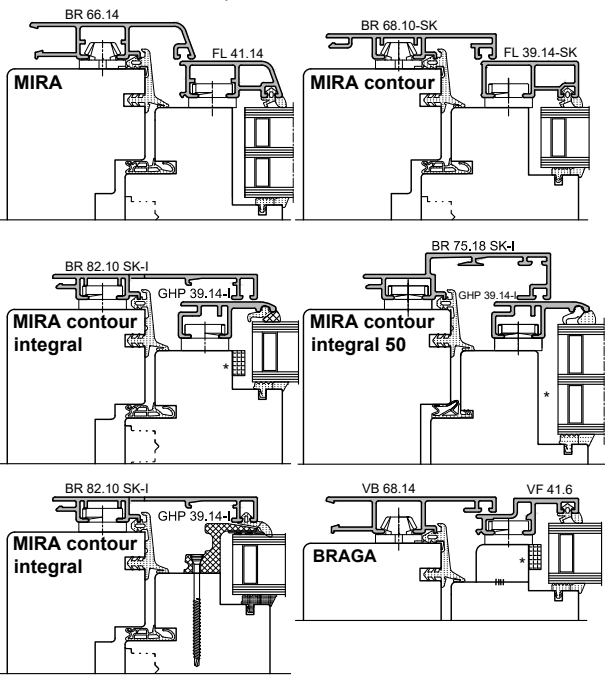 BR 66.14
FL 41.14
MIRA
BR 68.10-SK
FL 39.14-SK
MIRA contour
BR 82.10 SK-I
GHP 39.14-I
MIRA contour
integral
*
BR 75.18 SK-I
GHP 39.14-I
MIRA contour
integral 50
*
BR 82.10 SK-I
GHP 39.14-I
MIRA contour
integral
VB 68.14
VF 41.6
BRAGA
*